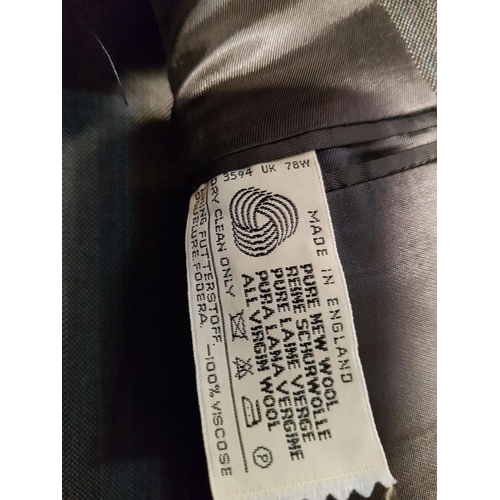 3594 UK 78W
MADE IN ENGLAND
PURE NEW WOOL
REINE SCHURWOLLE
PURE LAINE VIERGE
PURA LANA VERGINE
ALL VIRGIN WOOL
P
DRY CLEAN ONLY
FUTTERSTOFF. -100% VISCOSE
FODERA.